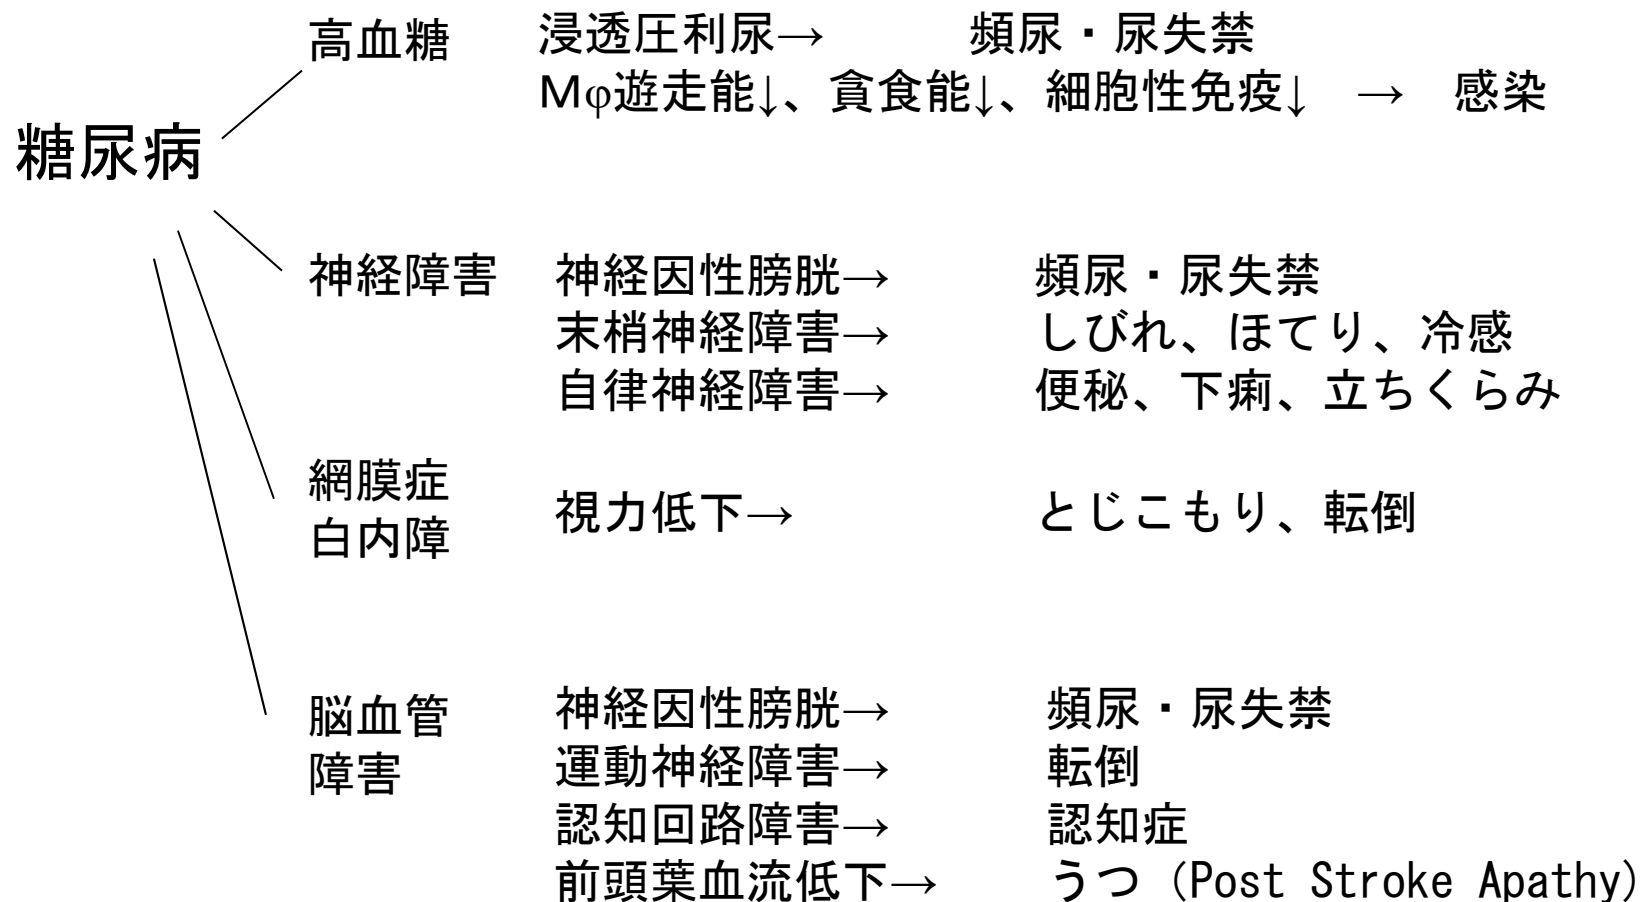 高血糖 浸透圧利尿→ 頻尿・尿失禁
Mφ遊走能↓、貪食能↓、細胞性免疫↓ → 感染
糖尿病
神経障害 神経因性膀胱→ 頻尿・尿失禁
末梢神経障害→ しびれ、ほてり、冷感
自律神経障害→ 便秘、下痢、立ちくらみ
網膜症
白内障
視力低下→ とじこもり、転倒
脳血管
障害
神経因性膀胱→ 頻尿・尿失禁
運動神経障害→ 転倒
認知回路障害→ 認知症
前頭葉血流低下→ うつ (Post Stroke Apathy)